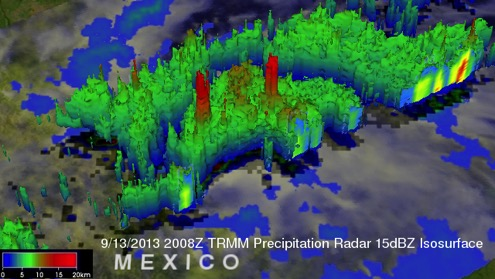 9/13/2013 2008Z TRMM Precipitation Radar 15dBZ Isosurface
MEXICO
0 5 10 15 20km